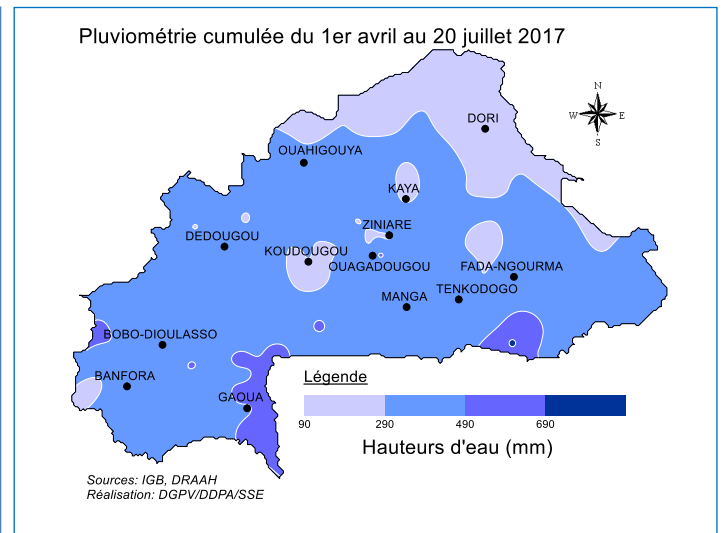 Pluviométrie cumulée du 1er avril au 20 juillet 2017
N
W E
S
DORI
OUAHIGOUYA
KAYA
ZINIARE
DEDOUGOU
KOUDOUGOU
OUAGADOUGOU
FADA-NGOURMA
TENKODOGO
MANGA
BOBO-DIOULASSO
BANFORA
GAOUA
Légende
90 290 490 690
Hauteurs d'eau (mm)
Sources: IGB, DRAAH
Réalisation: DGPV/DDPA/SSE